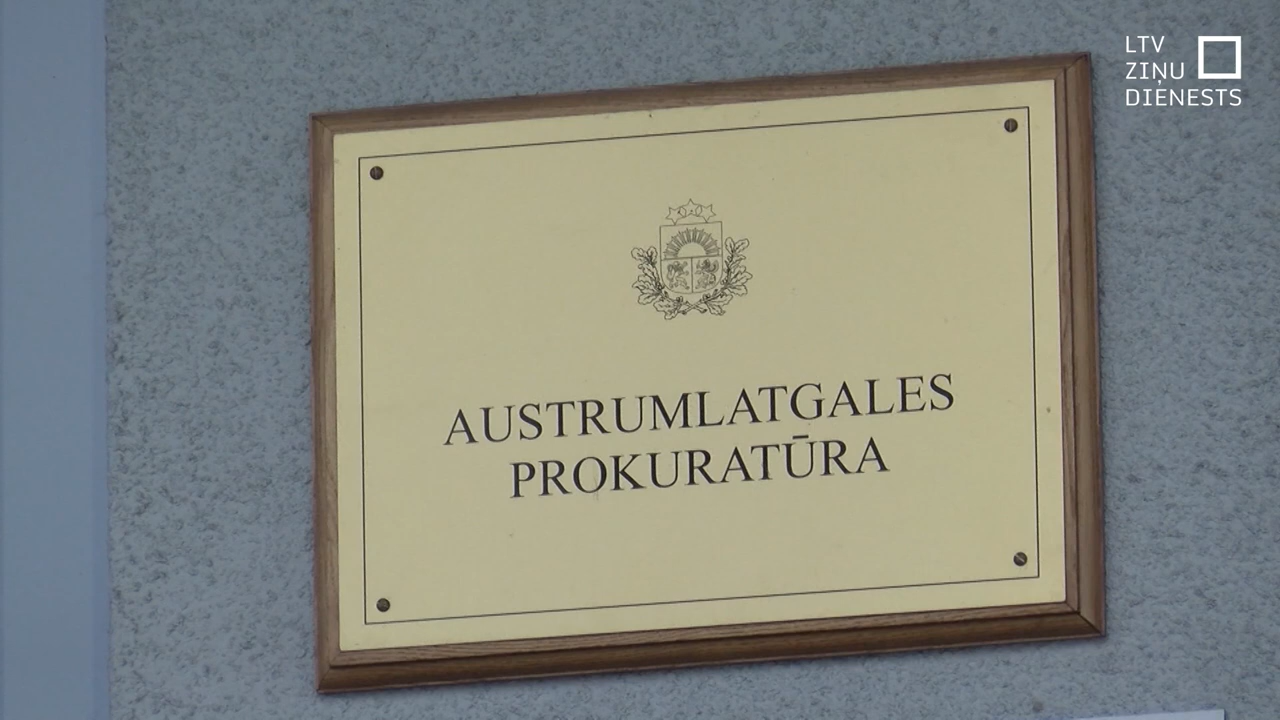 LTV
ZIŅU
DIENESTS
AUSTRUMLATGALES
PROKURATŪRA